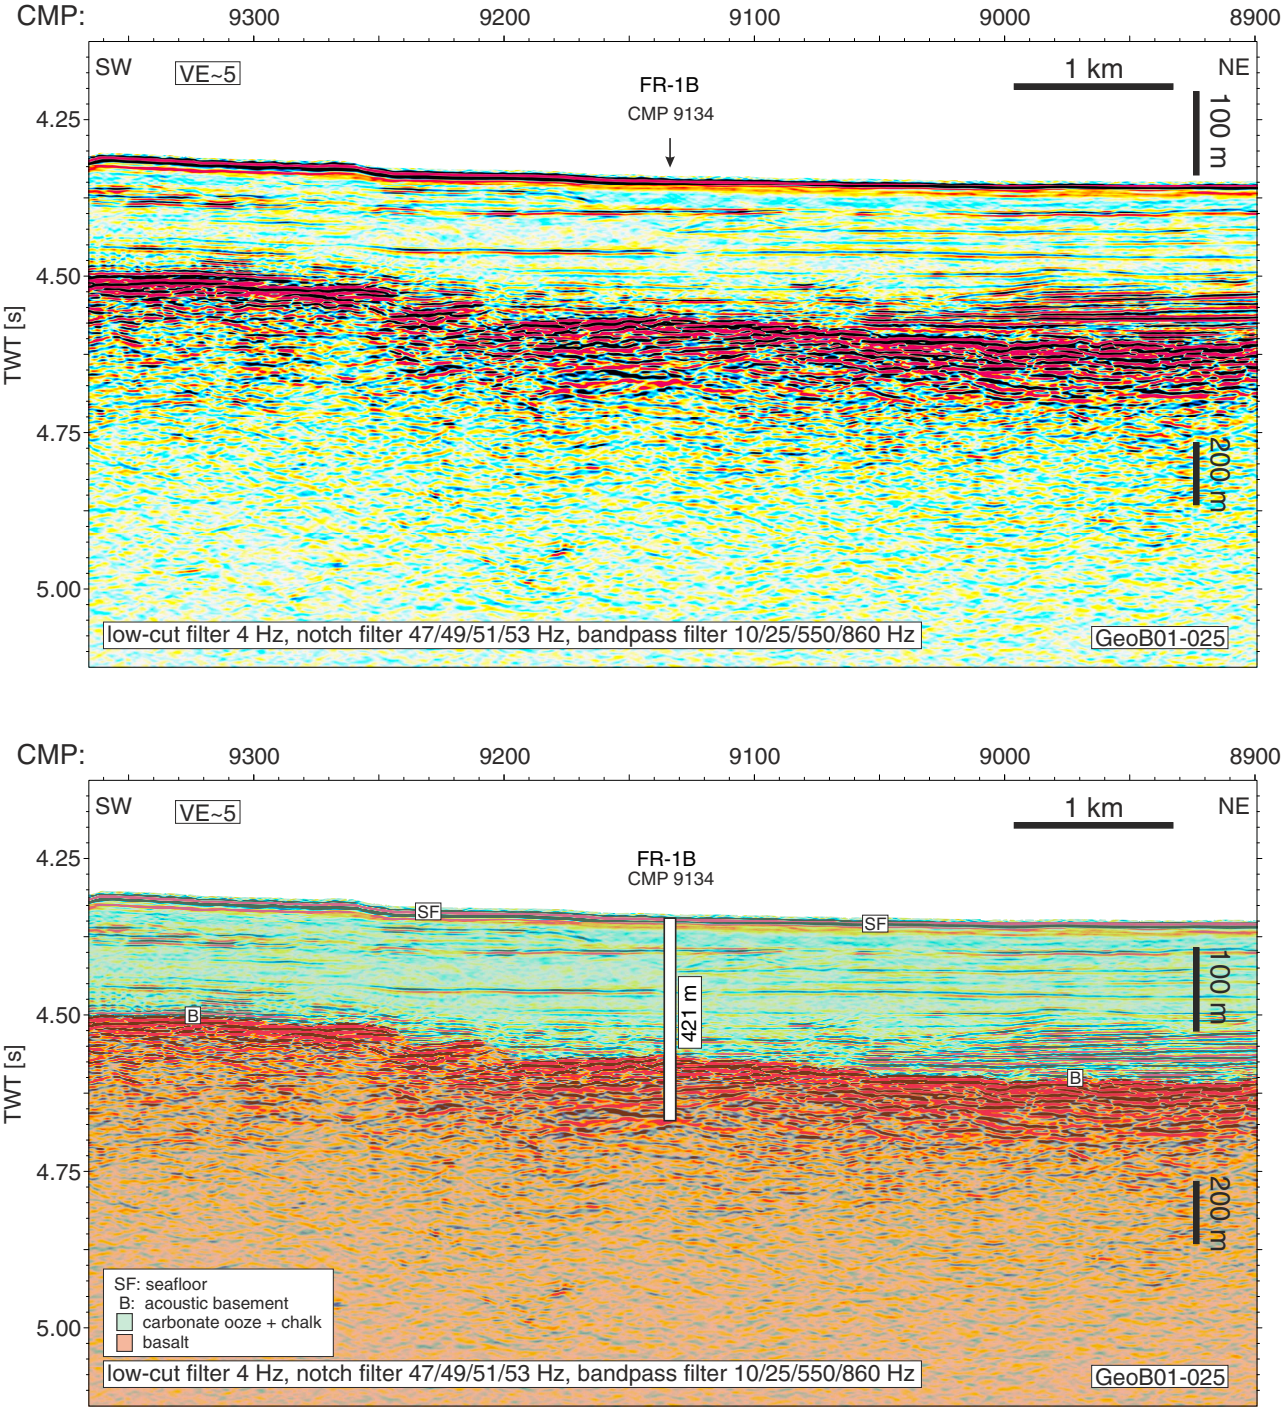 CMP: 9300 9200 9100 9000 8900
SW VE~5 1 km NE
FR-1B
CMP 9134
100 m
4.25
4.50
TWT [s]
4.75
200 m
5.00
low-cut filter 4 Hz, notch filter 47/49/51/53 Hz, bandpass filter 10/25/550/860 Hz GeoB01-025
CMP: 9300 9200 9100 9000 8900
SW VE~5 1 km NE
4.25
FR-1B
CMP 9134
SF SF
100 m
421 m
4.50
B
TWT [s]
B
4.75
200 m
SF: seafloor
B: acoustic basement
carbonate ooze + chalk
5.00
basalt
low-cut filter 4 Hz, notch filter 47/49/51/53 Hz, bandpass filter 10/25/550/860 Hz GeoB01-025